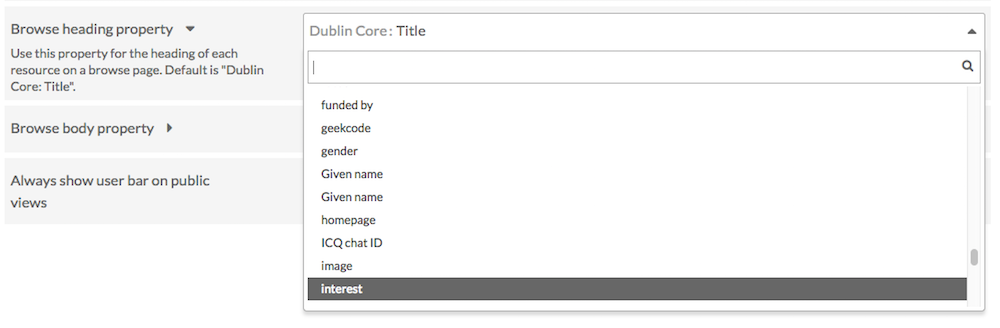 Browse heading property
Use this property for the heading of each
resource on a browse page. Default is "Dublin
Core: Title".
Browse body property
Always show user bar on public
views
Dublin Core: Title
funded by
geekcode
gender
Given name
Given name
homepage
ICQ chat ID
image
interest